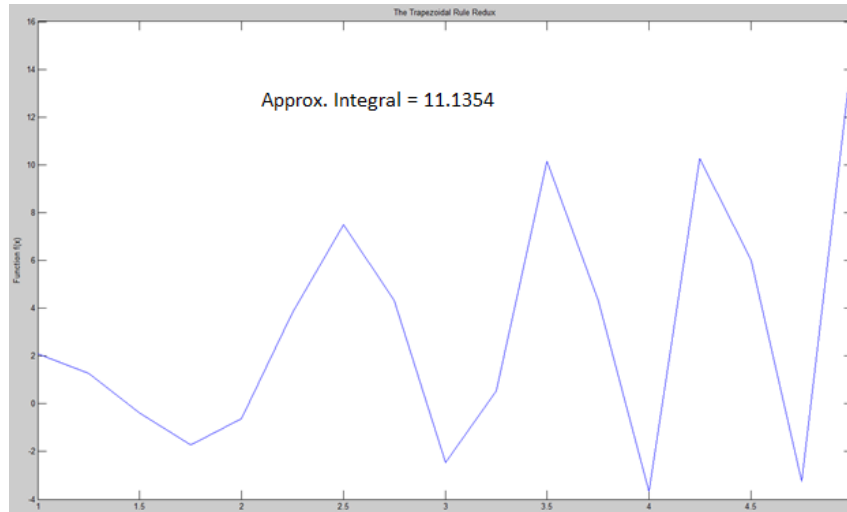 The Trapezoidal Rule Redux
16
14
Approx. Integral = 11.1354
12
10
8
6
Function f(x)
4
2
0
-2
-4
1 1.5 2 2.5 3 3.5 4 4.5